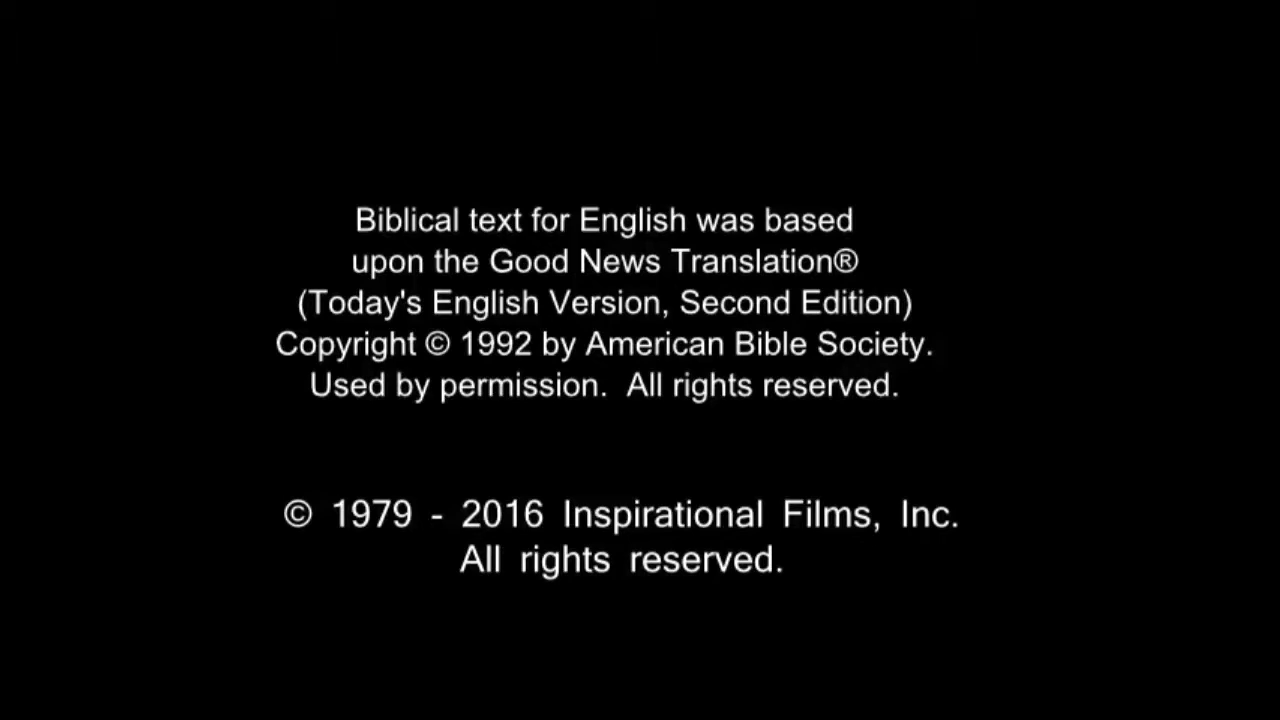 Biblical text for English was based
upon the Good News Translation®
(Today's English Version, Second Edition)
Copyright © 1992 by American Bible Society.
Used by permission.  All rights reserved.
© 1979 - 2016 Inspirational Films, Inc.
All rights reserved.